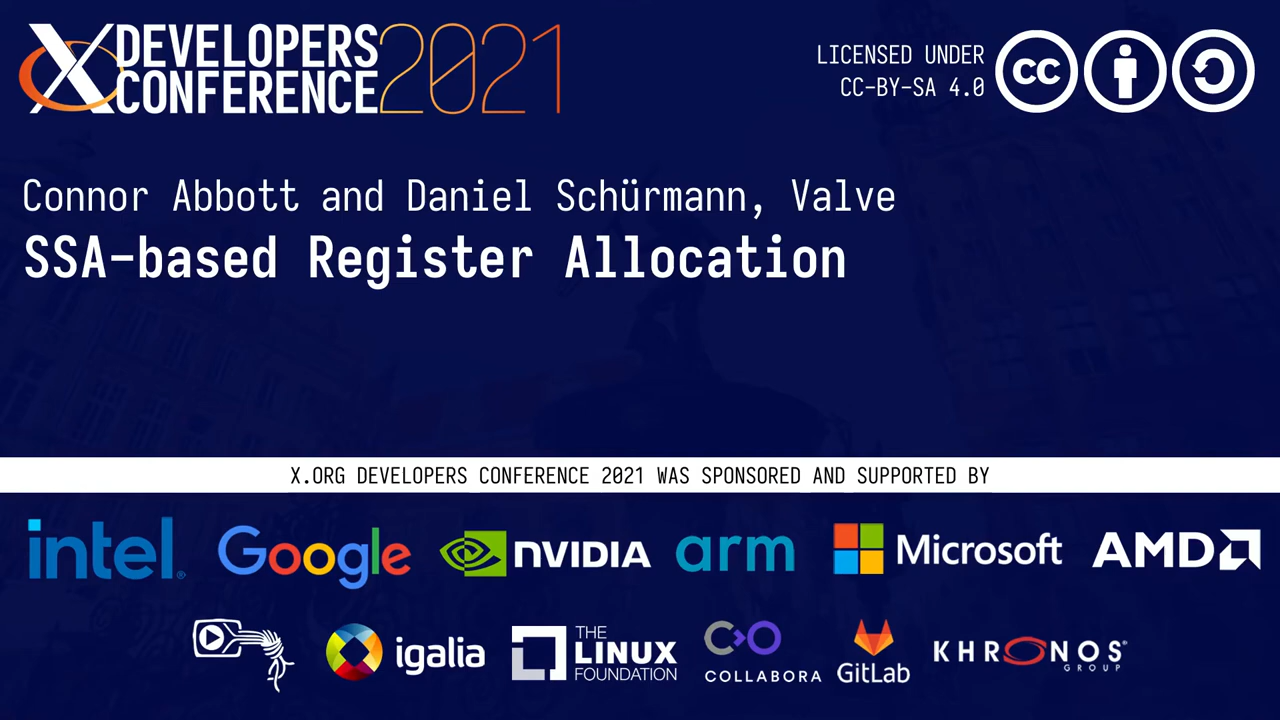 X DEVELOPERS CONFERENCE 2021
LICENSED UNDER
CC-BY-SA 4.0
cc
Connor Abbott and Daniel Schürmann, Valve
SSA-based Register Allocation
X.ORG DEVELOPERS CONFERENCE 2021 WAS SPONSORED AND SUPPORTED BY
intel®
Google
NVIDIA
arm
Microsoft
AMD
igalia
THE
LINUX
FOUNDATION
COLLABORA
GitLab
KHRONOS®
GROUP